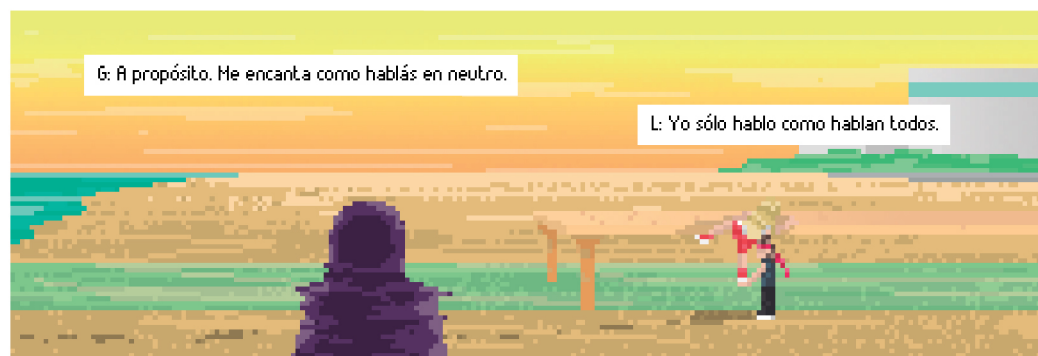 G: A propósito. Me encanta como hablás en neutro.
L: Yo sólo hablo como hablan todos.